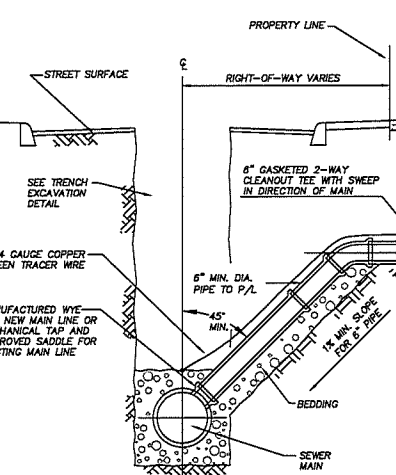 PROPERTY LINE
℄
STREET SURFACE
RIGHT-OF-WAY VARIES
SEE TRENCH
EXCAVATION
DETAIL
6" GASKETED 2-WAY
CLEANOUT TEE WITH SWEEP
IN DIRECTION OF MAIN
4 GAUGE COPPER
EEN TRACER WIRE
6" MIN. DIA.
PIPE TO P/L
UFACTURED WYE
NEW MAIN LINE OR
HANICAL TAP AND
ROVED SADDLE FOR
TING MAIN LINE
45°
MIN.
1% MIN. SLOPE
FOR 6" PIPE
BEDDING
SEWER
MAIN